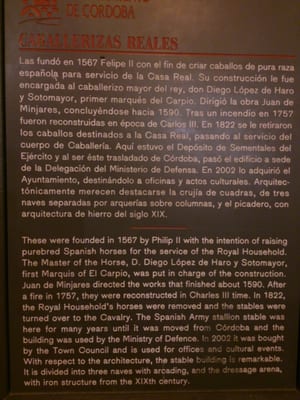 DE CÓRDOBA
CABALLERIZAS REALES
Las fundó en 1567 Felipe II con el fin de criar caballos de pura raza
española para servicio de la Casa Real. Su construcción le fue
encargada al caballerizo mayor del rey, don Diego López de Haro
y Sotomayor, primer marqués del Carpio. Dirigió la obra Juan de
Minjares, concluyéndose hacia 1590. Tras un incendio en 1757
fueron reconstruidas en época de Carlos III. En 1822 se le retiraron
los caballos destinados a la Casa Real, pasando al servicio del
cuerpo de Caballería. Aquí estuvo el Depósito de Sementales del
Ejército y al ser éste trasladado de Córdoba, pasó el edificio a sede
de la Delegación del Ministerio de Defensa. En 2002 lo adquirió el
Ayuntamiento, destinándolo a oficinas y actos culturales. Arquitec-
tónicamente merecen destacarse la crujía de cuadras, de tres
naves separadas por arquerías sobre columnas, y el picadero, con
arquitectura de hierro del siglo XIX.
These were founded in 1567 by Philip II with the intention of raising
purebred Spanish horses for the service of the Royal Household.
The Master of the Horse, D. Diego López de Haro y Sotomayor,
first Marquis of El Carpio, was put in charge of the construction.
Juan de Minjares directed the works that finished about 1590. After
a fire in 1757, they were reconstructed in Charles III time. In 1822,
the Royal Household's horses were removed and the stables were
turned over to the Cavalry. The Spanish Army stallion stable was
here for many years until it was moved from Córdoba and the
building was used by the Ministry of Defence. In 2002 it was bought
by the Town Council and is used for offices and cultural events.
With respect to the architecture, the stable building is remarkable.
It is divided into three naves with arcading, and the dressage arena,
with iron structure from the XIXth century.